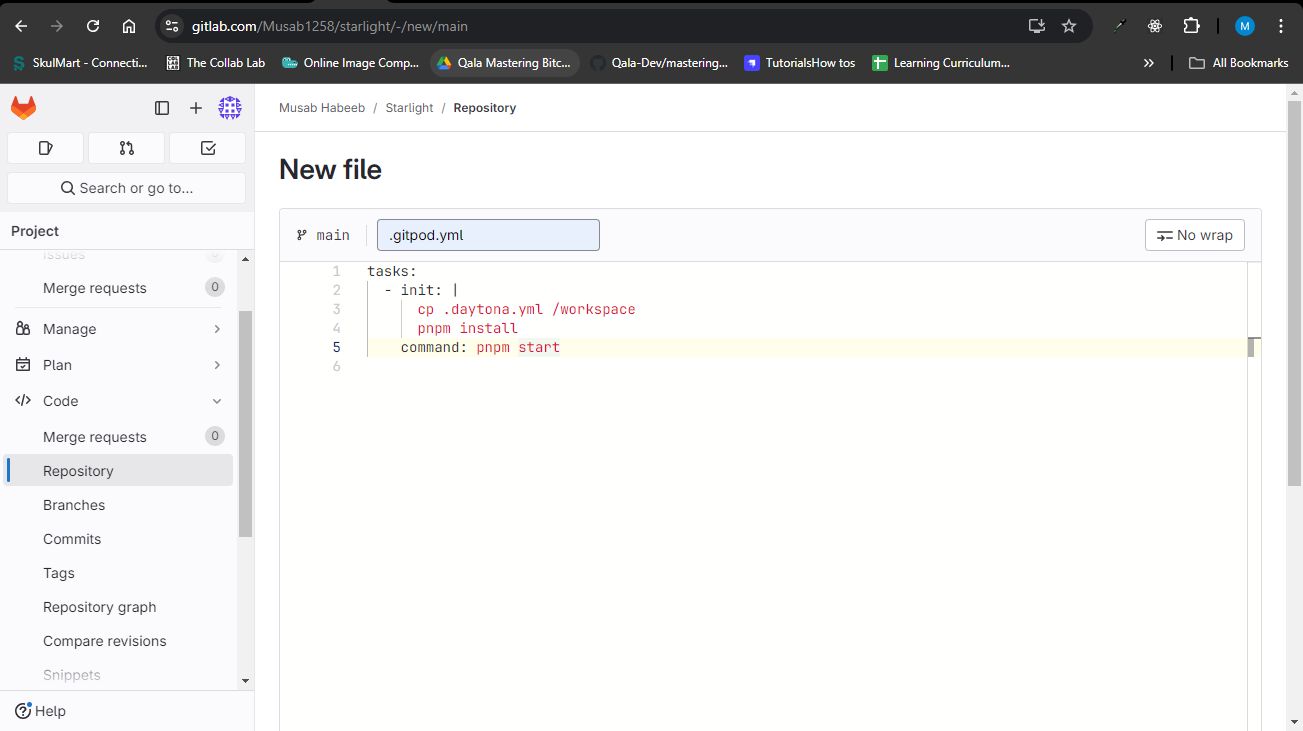 gitlab.com/Musab1258/starlight/-/new/main
M
SkulMart - Connecti...
The Collab Lab
Online Image Comp...
Qala Mastering Bitc...
Qala-Dev/mastering...
TutorialsHow tos
Learning Curriculum...
»
All Bookmarks
Musab Habeeb / Starlight / Repository
Search or go to...
Project
Issues 0
Merge requests 0
Manage
Plan
Code
Merge requests 0
Repository
Branches
Commits
Tags
Repository graph
Compare revisions
Snippets
Help
New file
main
.gitpod.yml
No wrap
1 tasks:
2 - init: |
3 cp .daytona.yml /workspace
4 pnpm install
5 command: pnpm start
6